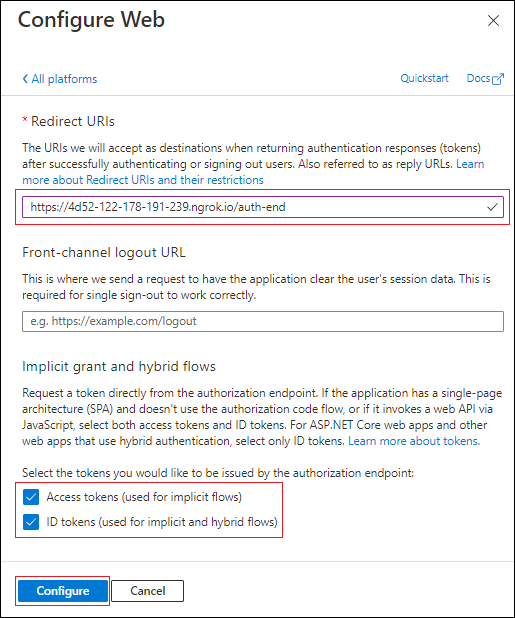 Configure Web
All platforms
Quickstart Docs
* Redirect URIs
The URIs we will accept as destinations when returning authentication responses (tokens)
after successfully authenticating or signing out users. Also referred to as reply URLs. Learn
more about Redirect URIs and their restrictions
https://4d52-122-178-191-239.ngrok.io/auth-end
Front-channel logout URL
This is where we send a request to have the application clear the user's session data. This is
required for single sign-out to work correctly.
e.g. https://example.com/logout
Implicit grant and hybrid flows
Request a token directly from the authorization endpoint. If the application has a single-page
architecture (SPA) and doesn't use the authorization code flow, or if it invokes a web API via
JavaScript, select both access tokens and ID tokens. For ASP.NET Core web apps and other
web apps that use hybrid authentication, select only ID tokens. Learn more about tokens.
Select the tokens you would like to be issued by the authorization endpoint:
Access tokens (used for implicit flows)
ID tokens (used for implicit and hybrid flows)
Configure Cancel